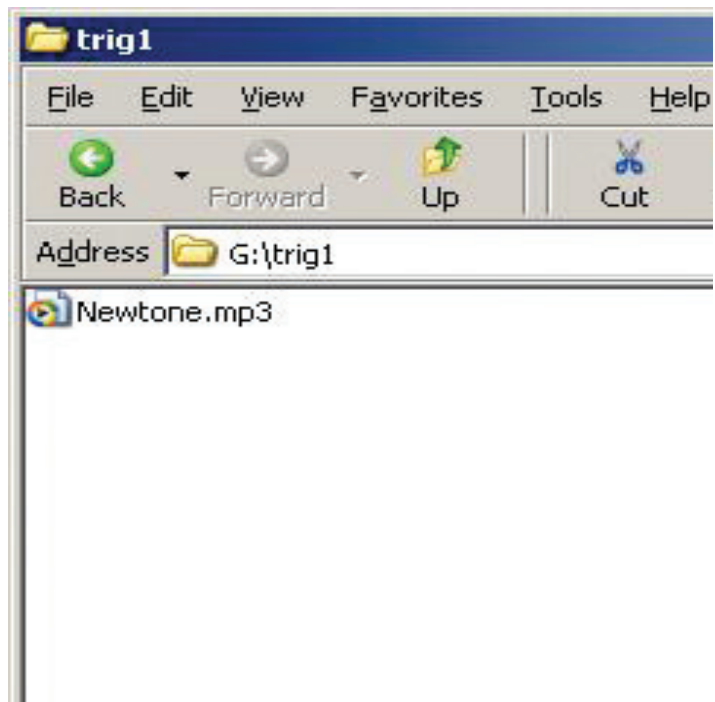 trig1
File Edit View Favorites Tools Help
Back Forward Up Cut
Address G:\trig1
Newtone.mp3